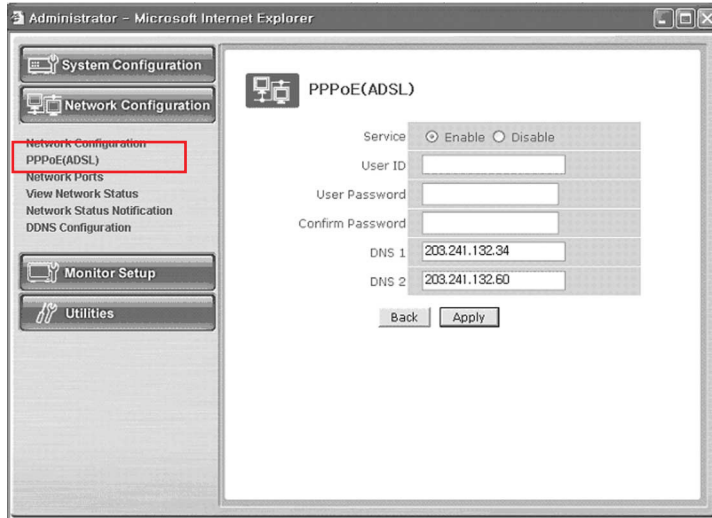 Administrator - Microsoft Internet Explorer
System Configuration
Network Configuration
Network Configuration
PPPoE(ADSL)
Network Ports
View Network Status
Network Status Notification
DDNS Configuration
Monitor Setup
Utilities
PPPoE(ADSL)
Service Enable Disable
User ID
User Password
Confirm Password
DNS 1 203.241.132.34
DNS 2 203.241.132.60
Back Apply